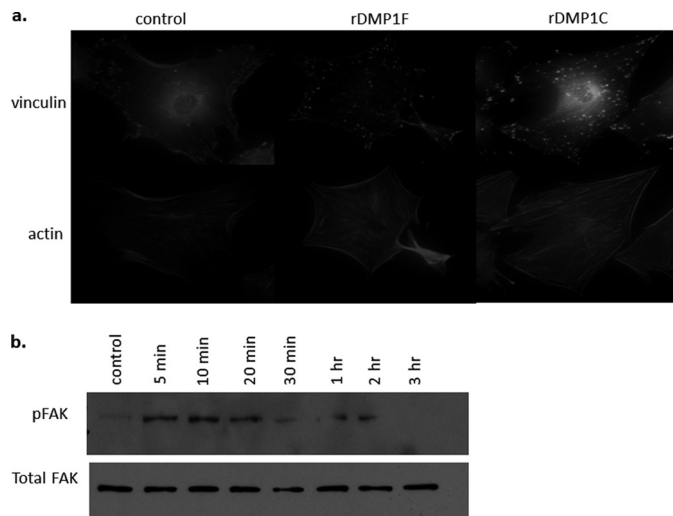 a.
control rDMP1F rDMP1C
vinculin
actin
b.
control 5 min 10 min 20 min 30 min 1 hr 2 hr 3 hr
pFAK
Total FAK